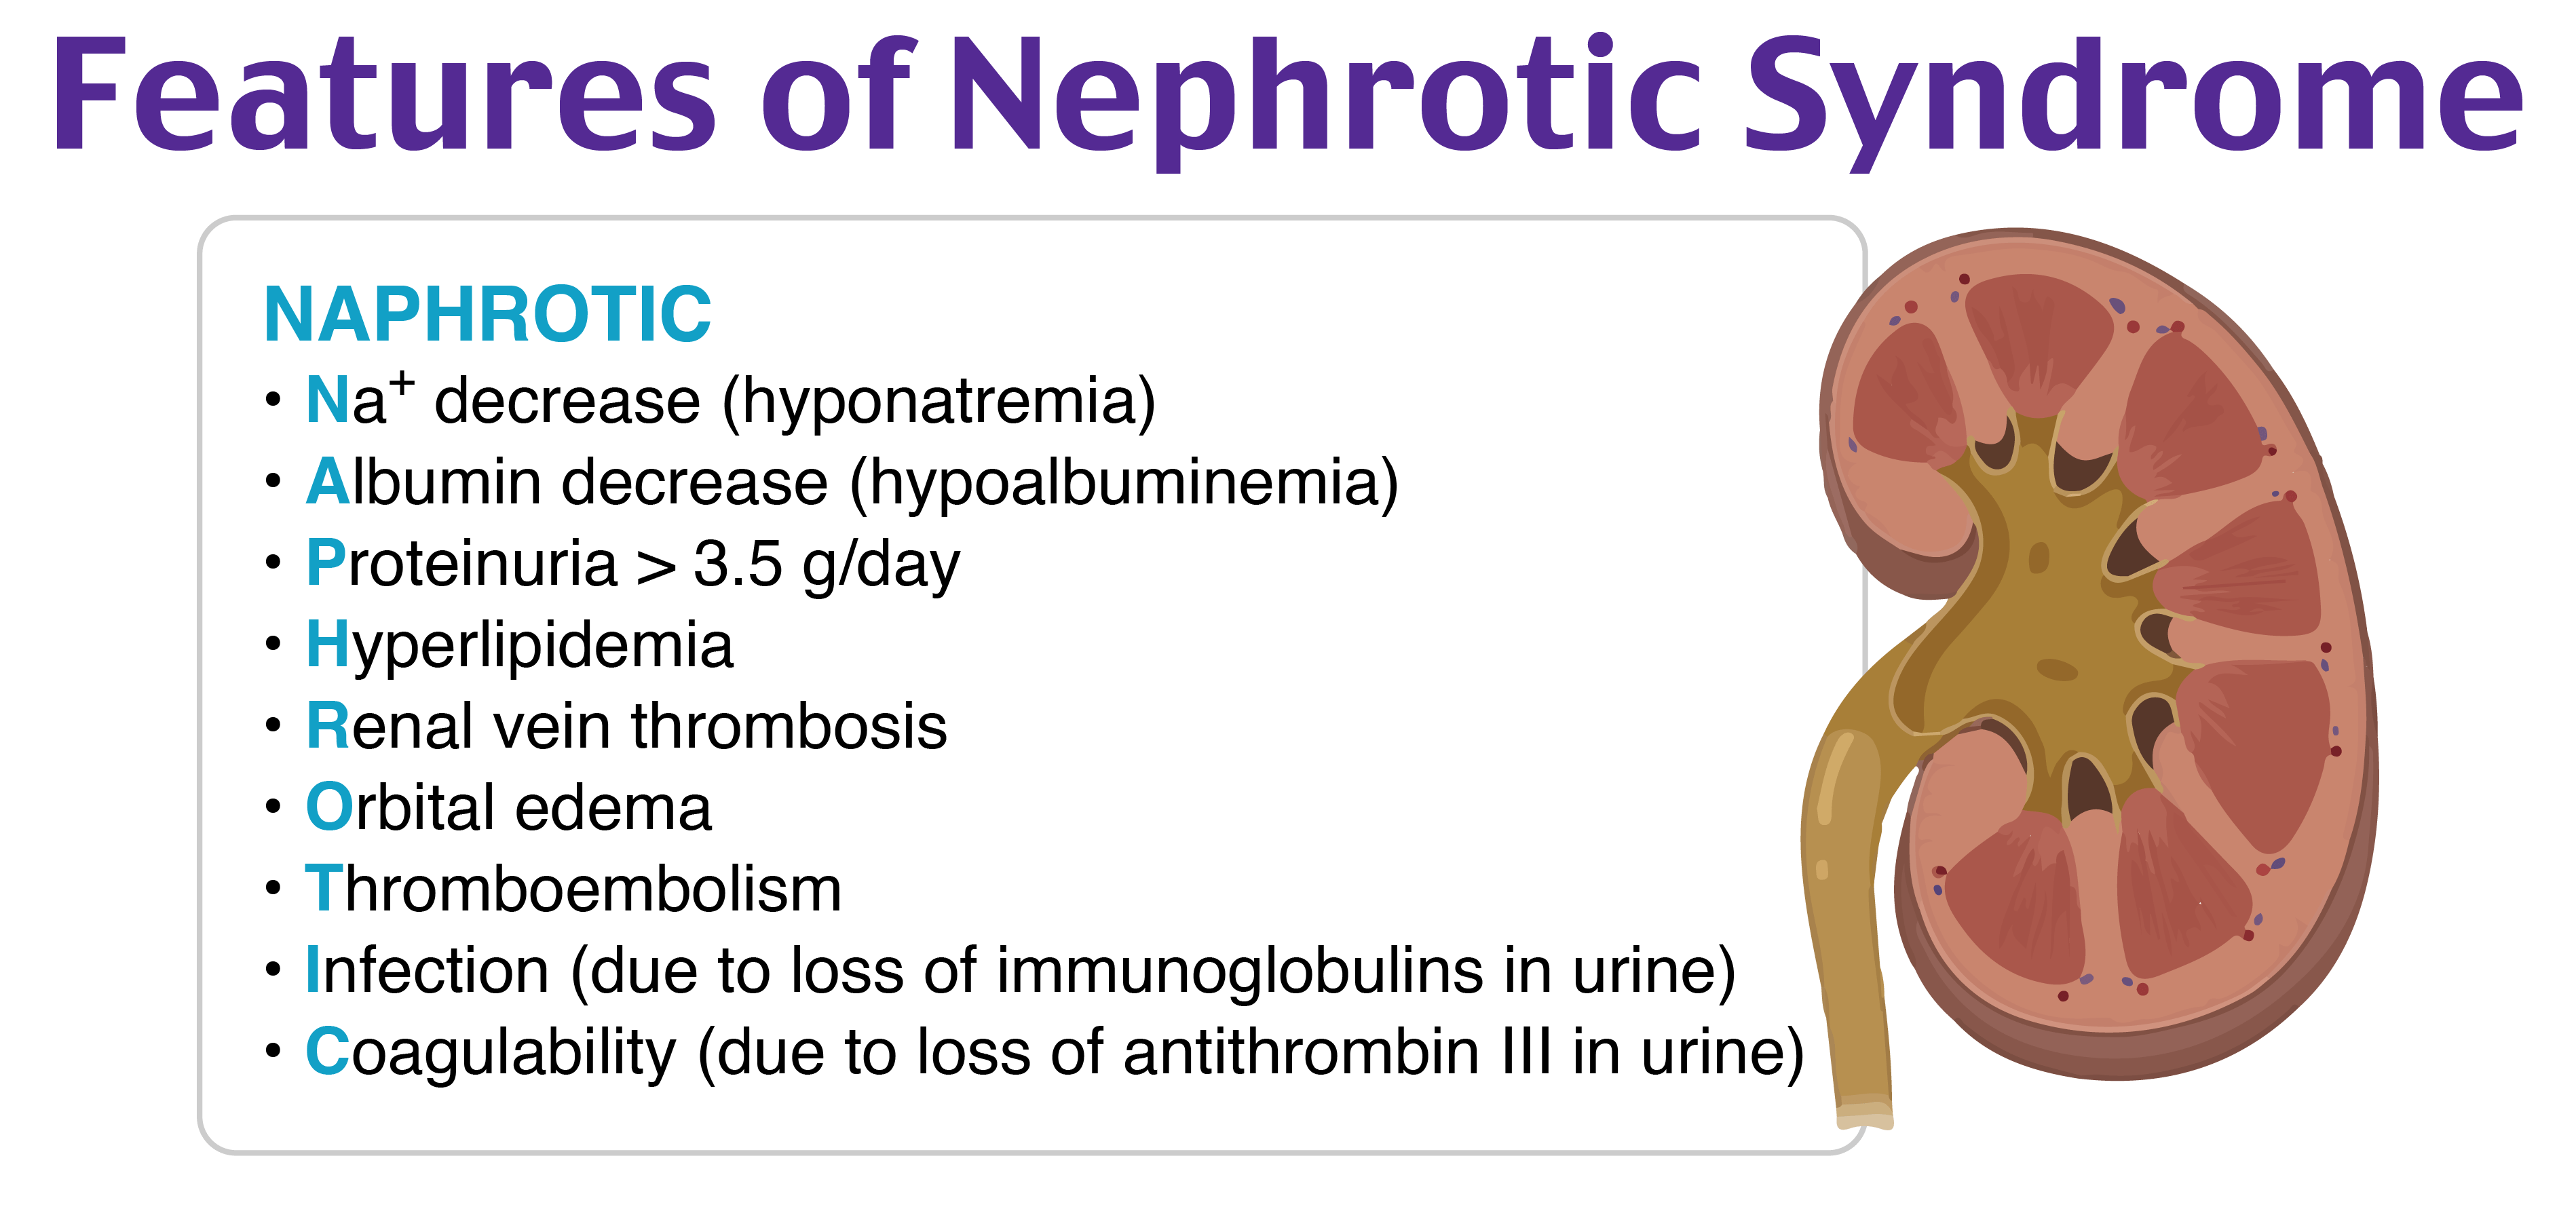 Features of Nephrotic Syndrome
NAPHROTIC
• Na⁺ decrease (hyponatremia)
• Albumin decrease (hypoalbuminemia)
• Proteinuria > 3.5 g/day
• Hyperlipidemia
• Renal vein thrombosis
• Orbital edema
• Thromboembolism
• Infection (due to loss of immunoglobulins in urine)
• Coagulability (due to loss of antithrombin III in urine)